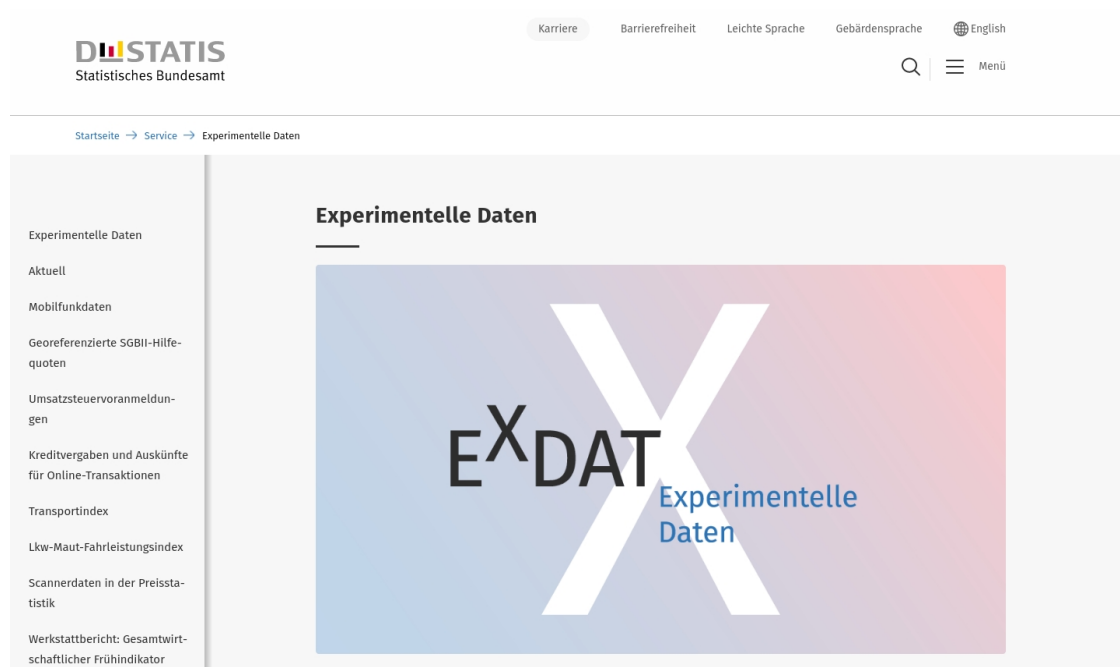 Karriere Barrierefreiheit Leichte Sprache Gebärdensprache English
DESTATIS
Statistisches Bundesamt
Menü
Startseite → Service → Experimentelle Daten
Experimentelle Daten
Aktuell
Mobilfunkdaten
Georeferenzierte SGBII-Hilfe-
quoten
Umsatzsteuervoranmeldun-
gen
Kreditvergaben und Auskünfte
für Online-Transaktionen
Transportindex
Lkw-Maut-Fahrleistungsindex
Scannerdaten in der Preissta-
tistik
Werkstattbericht: Gesamtwirt-
schaftlicher Frühindikator
Experimentelle Daten
X
EXDAT
Experimentelle
Daten